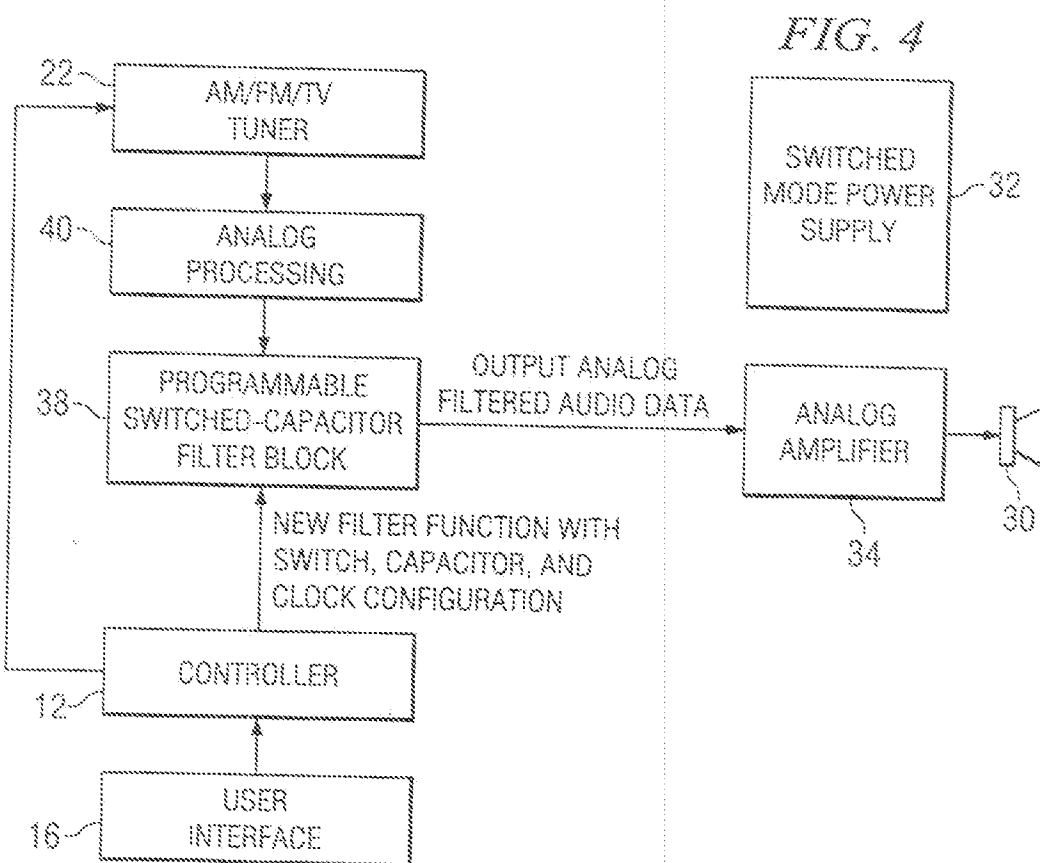 FIG. 4
22
AM/FM/TV
TUNER
SWITCHED
MODE POWER
SUPPLY
32
40
ANALOG
PROCESSING
38
PROGRAMMABLE
SWITCHED-CAPACITOR
FILTER BLOCK
OUTPUT ANALOG
FILTERED AUDIO DATA
ANALOG
AMPLIFIER
30
34
NEW FILTER FUNCTION WITH
SWITCH, CAPACITOR, AND
CLOCK CONFIGURATION
CONTROLLER
12
USER
INTERFACE
16